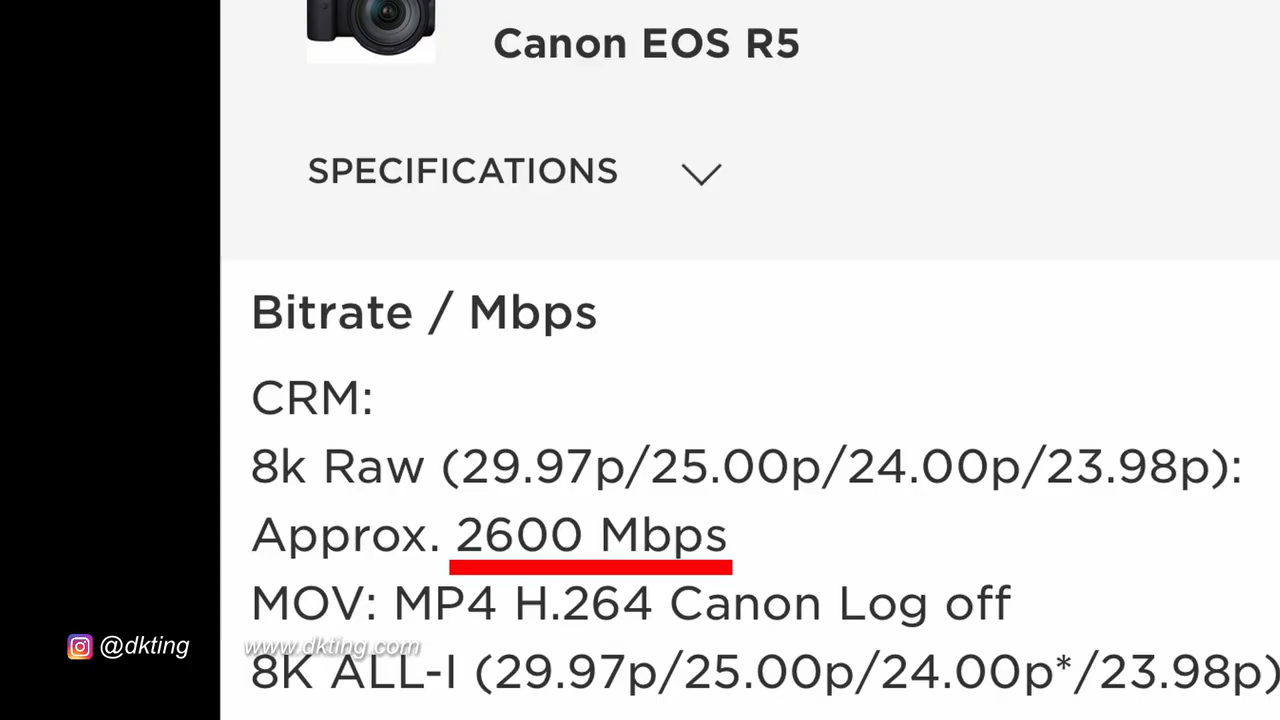 Canon EOS R5
SPECIFICATIONS
Bitrate / Mbps
CRM:
8k Raw (29.97p/25.00p/24.00p/23.98p):
Approx. 2600 Mbps
MOV: MP4 H.264 Canon Log off
@dkting
www.dkting.com
8K ALL-I (29.97p/25.00p/24.00p*/23.98p)